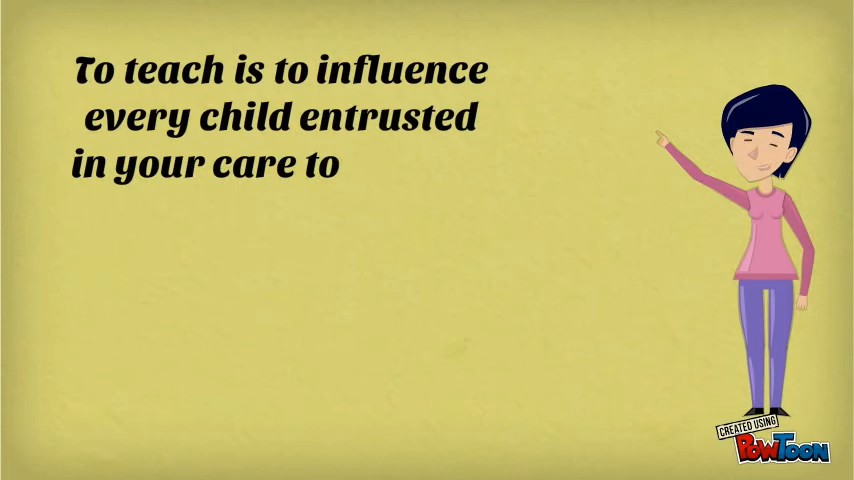 To teach is to influence
every child entrusted
in your care to
CREATED USING
POWTOON